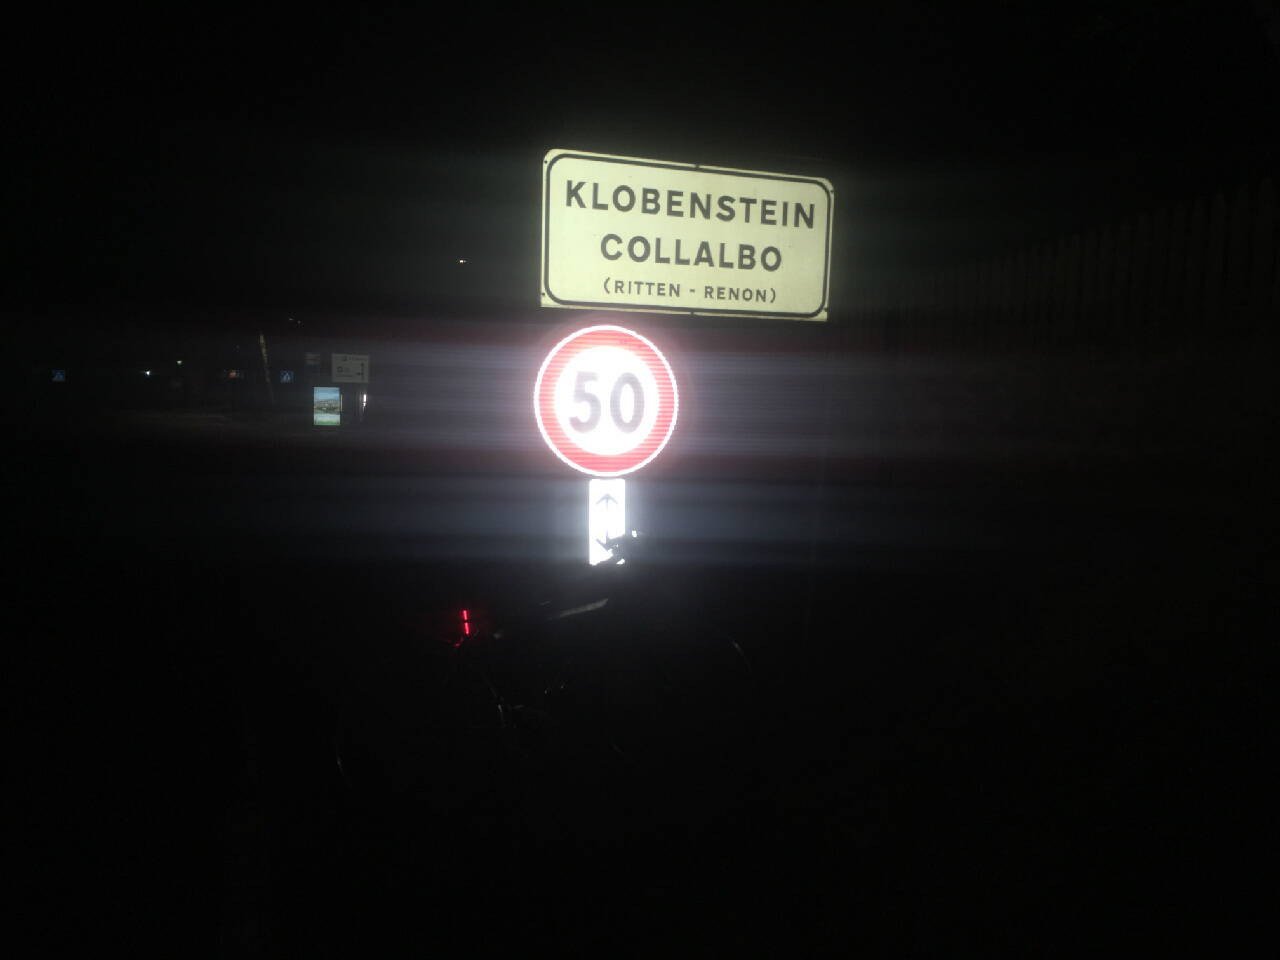 KLOBENSTEIN
COLLALBO
(RITTEN - RENON)
50